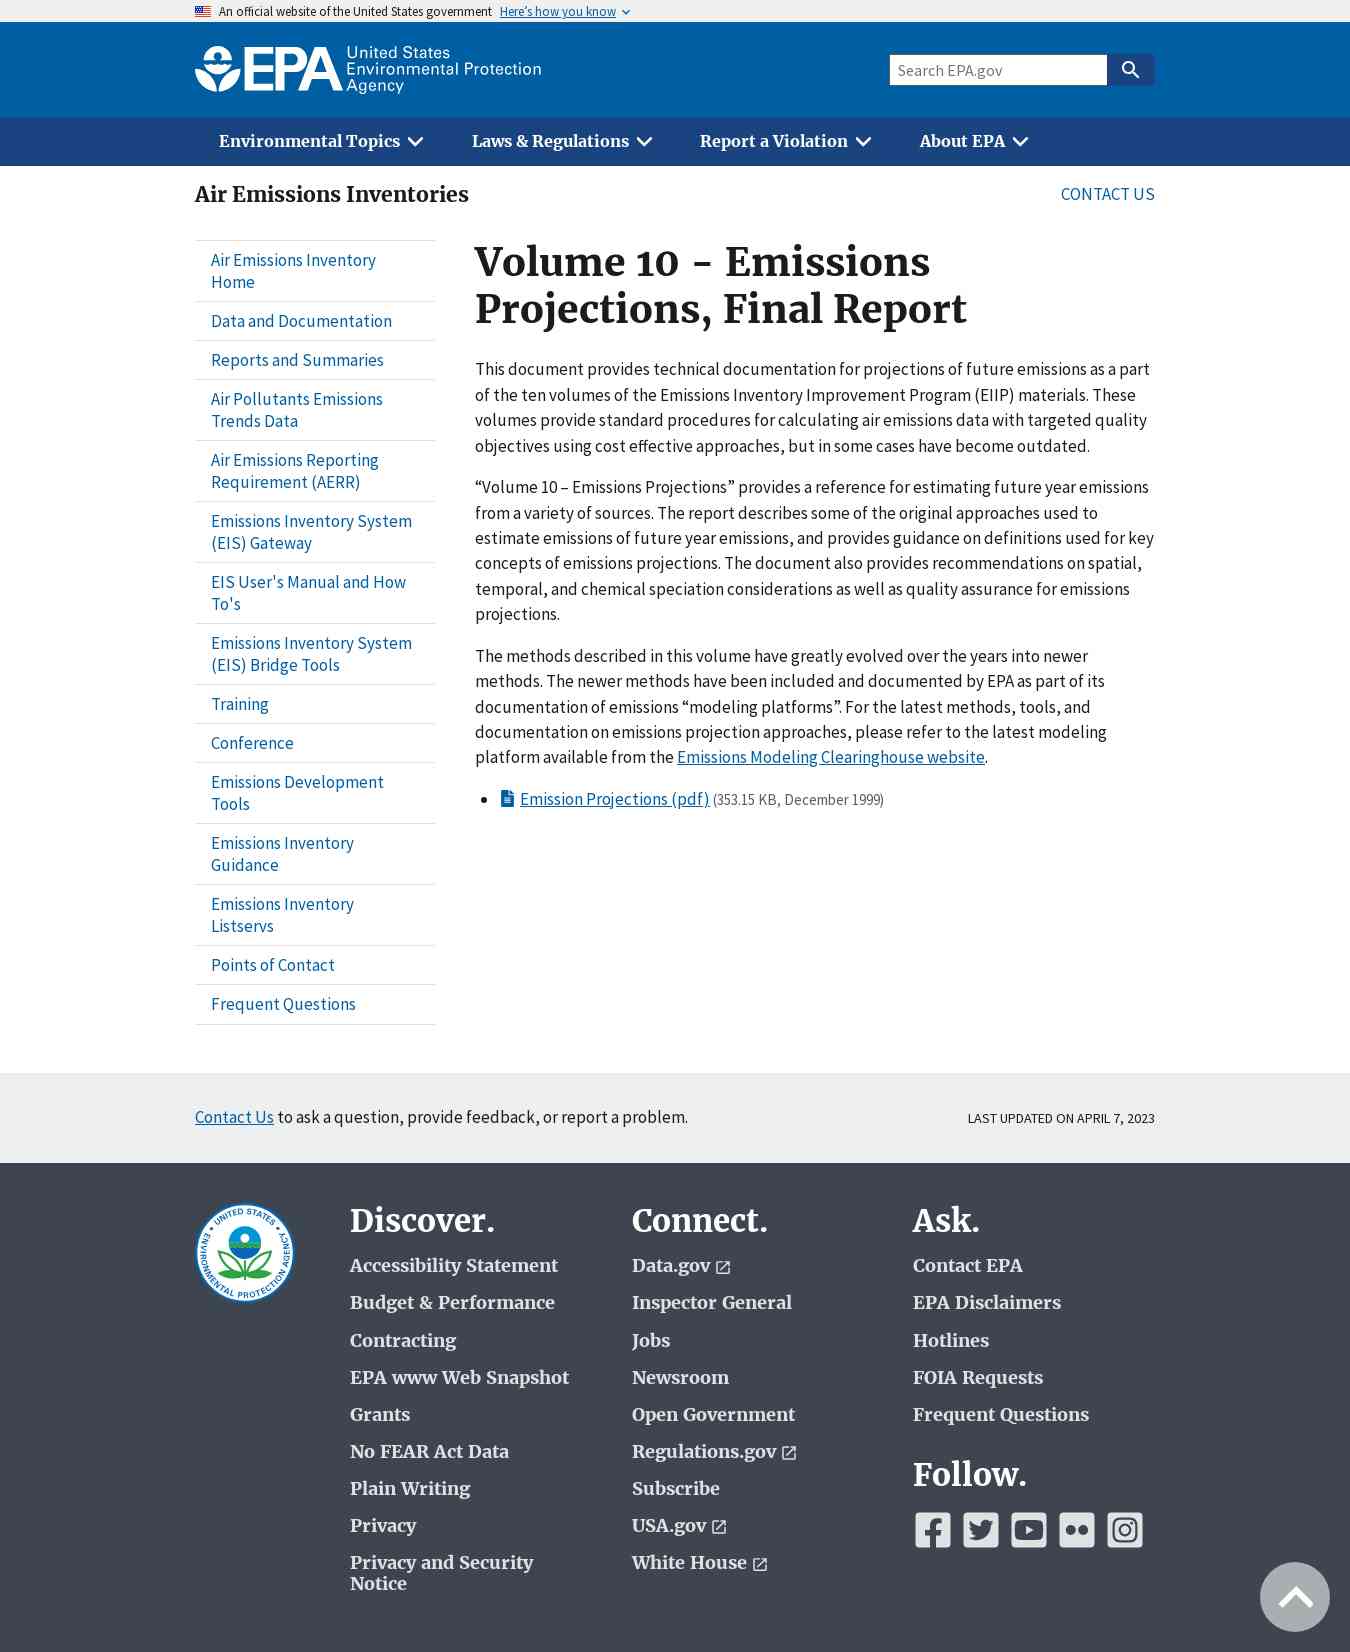 An official website of the United States government Here's how you know
EPA United States
Environmental Protection
Agency
Search EPA.gov
Environmental Topics
Laws & Regulations
Report a Violation
About EPA
Air Emissions Inventories
CONTACT US
Air Emissions Inventory
Home
Data and Documentation
Reports and Summaries
Air Pollutants Emissions
Trends Data
Air Emissions Reporting
Requirement (AERR)
Emissions Inventory System
(EIS) Gateway
EIS User's Manual and How
To's
Emissions Inventory System
(EIS) Bridge Tools
Training
Conference
Emissions Development
Tools
Emissions Inventory
Guidance
Emissions Inventory
Listservs
Points of Contact
Frequent Questions
Volume 10 - Emissions
Projections, Final Report
This document provides technical documentation for projections of future emissions as a part
of the ten volumes of the Emissions Inventory Improvement Program (EIIP) materials. These
volumes provide standard procedures for calculating air emissions data with targeted quality
objectives using cost effective approaches, but in some cases have become outdated.
“Volume 10 – Emissions Projections” provides a reference for estimating future year emissions
from a variety of sources. The report describes some of the original approaches used to
estimate emissions of future year emissions, and provides guidance on definitions used for key
concepts of emissions projections. The document also provides recommendations on spatial,
temporal, and chemical speciation considerations as well as quality assurance for emissions
projections.
The methods described in this volume have greatly evolved over the years into newer
methods. The newer methods have been included and documented by EPA as part of its
documentation of emissions “modeling platforms”. For the latest methods, tools, and
documentation on emissions projection approaches, please refer to the latest modeling
platform available from the Emissions Modeling Clearinghouse website.
Emission Projections (pdf) (353.15 KB, December 1999)
Contact Us to ask a question, provide feedback, or report a problem.
LAST UPDATED ON APRIL 7, 2023
UNITED STATES
ENVIRONMENTAL PROTECTION AGENCY
Discover.
Accessibility Statement
Budget & Performance
Contracting
EPA www Web Snapshot
Grants
No FEAR Act Data
Plain Writing
Privacy
Privacy and Security
Notice
Connect.
Data.gov
Inspector General
Jobs
Newsroom
Open Government
Regulations.gov
Subscribe
USA.gov
White House
Ask.
Contact EPA
EPA Disclaimers
Hotlines
FOIA Requests
Frequent Questions
Follow.